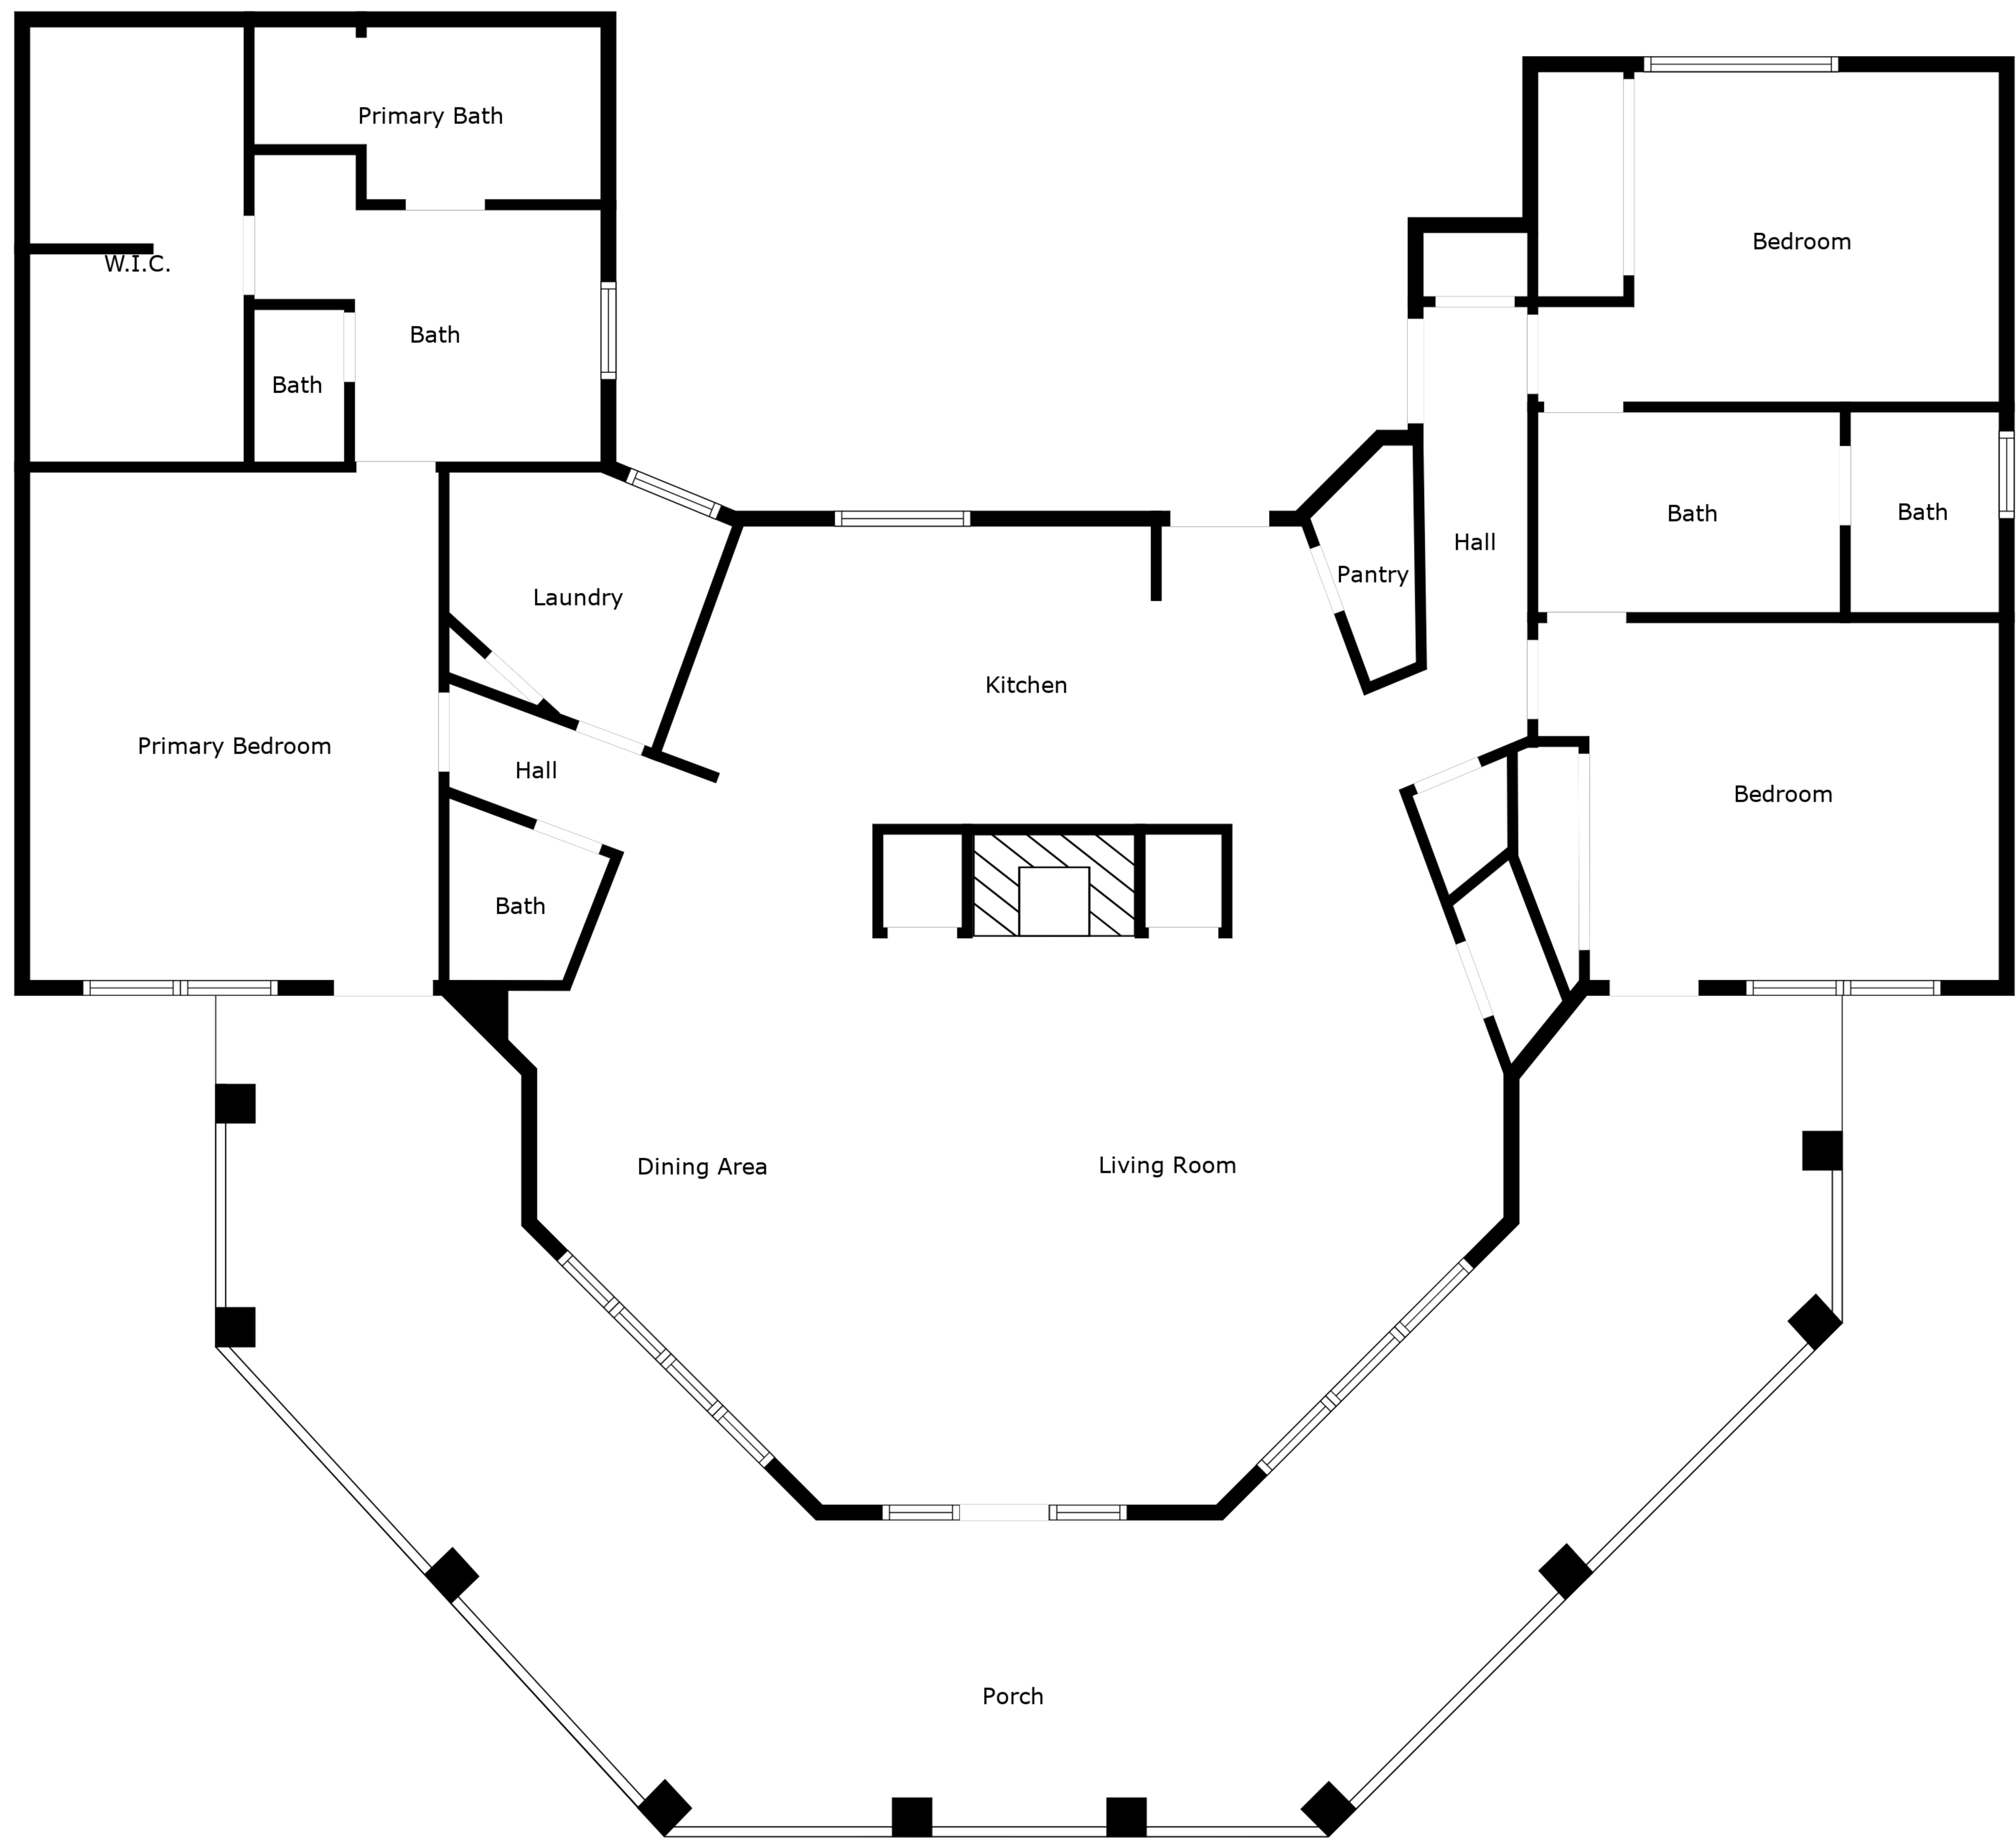 Primary Bath
Bedroom
W.I.C.
Bath
Bath
Bath
Bath
Hall
Pantry
Laundry
Kitchen
Primary Bedroom
Hall
Bedroom
Bath
Dining Area
Living Room
Porch